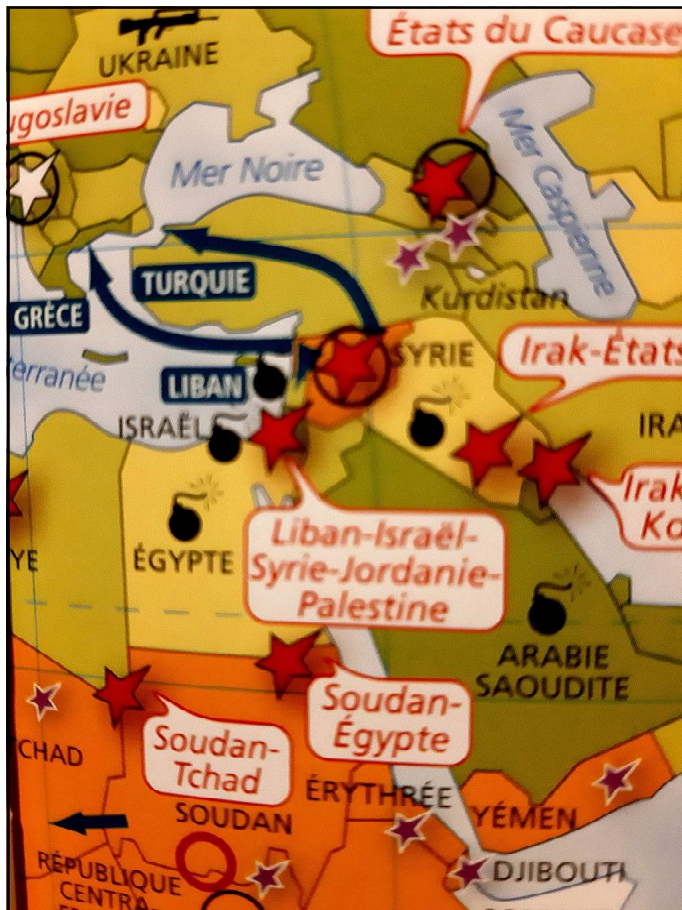 États du Caucase
UKRAINE
ugoslavie
Mer Noire
Mer Caspienne
TURQUIE
Kurdistan
GRÈCE
SYRIE
Irak-États
erranée
LIBAN
ISRAËL
IRA
Irak
Ko
Liban-Israël-
Syrie-Jordanie-
Palestine
YE
ÉGYPTE
ARABIE
SAOUDITE
Soudan-
Égypte
Soudan-
Tchad
CHAD
ÉRYTHRÉE
SOUDAN
YÉMEN
RÉPUBLIQUE
CENTRA-
DJIBOUTI